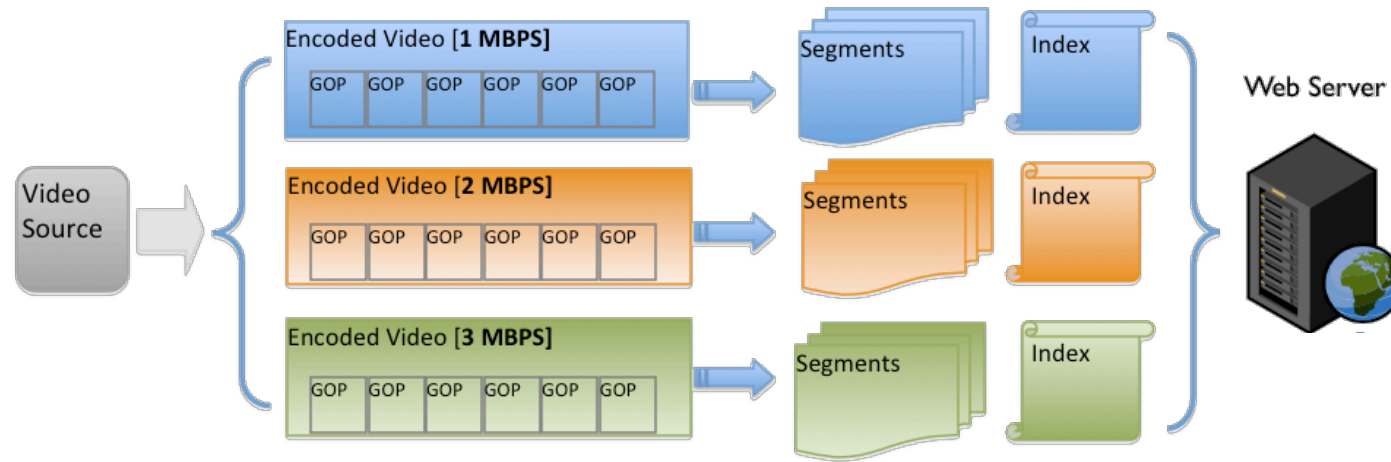 Encoded Video [1 MBPS]
GOP GOP GOP GOP GOP GOP
Segments
Index
Web Server
Video
Source
Encoded Video [2 MBPS]
GOP GOP GOP GOP GOP GOP
Segments
Index
Encoded Video [3 MBPS]
GOP GOP GOP GOP GOP GOP
Segments
Index